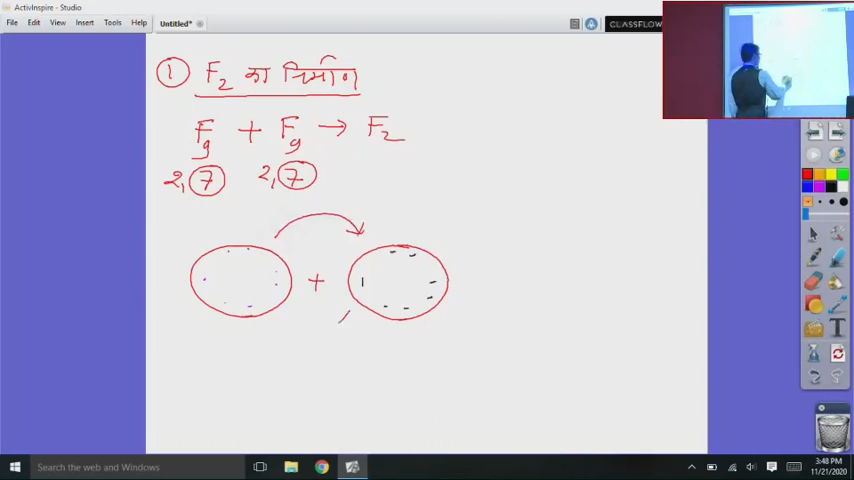 ActivInspire - Studio
File Edit View Insert Tools Help
Untitled*
CLASSFLOW
1 F₂ का निर्माण
F₉ + F₉ → F₂
2,7 2,7
+
T
Search the web and Windows
3:48 PM
11/21/2020